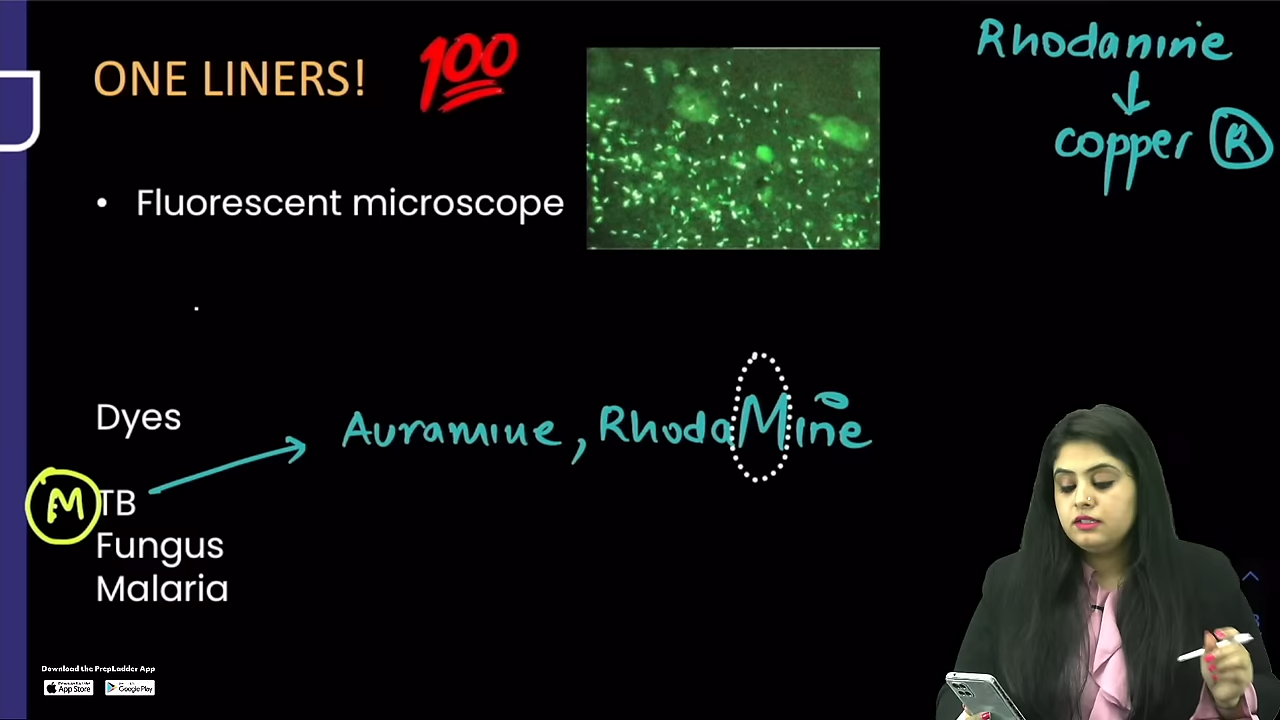 ONE LINERS! 💯
Rhodanine
↓
copper Ⓡ
• Fluorescent microscope
Dyes
→ Auramine, RhodaMine
Ⓜ TB
Fungus
Malaria
Download the PrepLadder App
App Store
Google Play